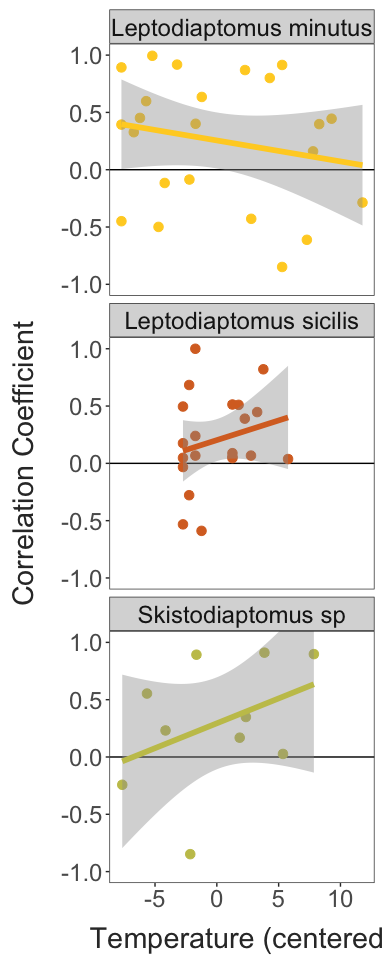 Leptodiaptomus minutus
1.0
0.5
0.0
-0.5
-1.0
Leptodiaptomus sicilis
1.0
0.5
0.0
-0.5
-1.0
Skistodiaptomus sp
1.0
0.5
0.0
-0.5
-1.0
-5 0 5 10
Correlation Coefficient
Temperature (centered